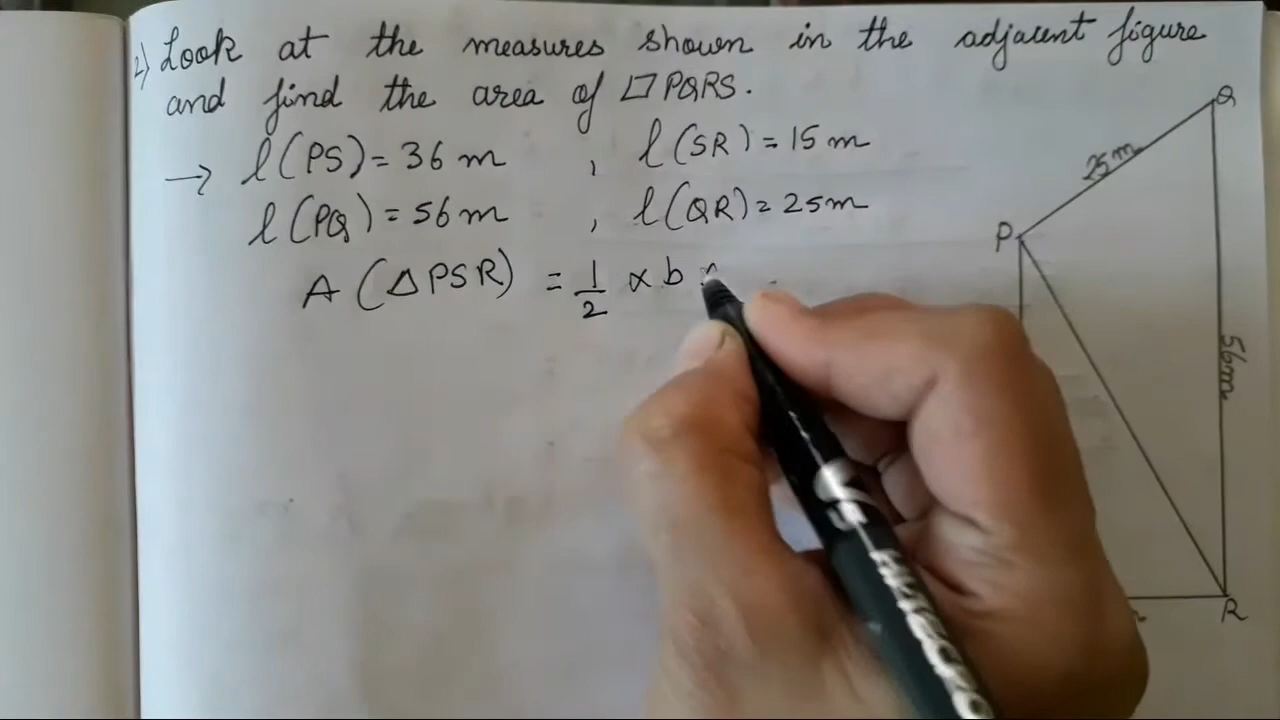 2) Look at the measures shown in the adjacent figure
and find the area of ▱PQRS.
→ l(PS) = 36 m , l(SR) = 15 m
l(PQ) = 56 m , l(QR) = 25 m
A (△PSR) = 1/2 × b
Q
25 m
P
56m
R